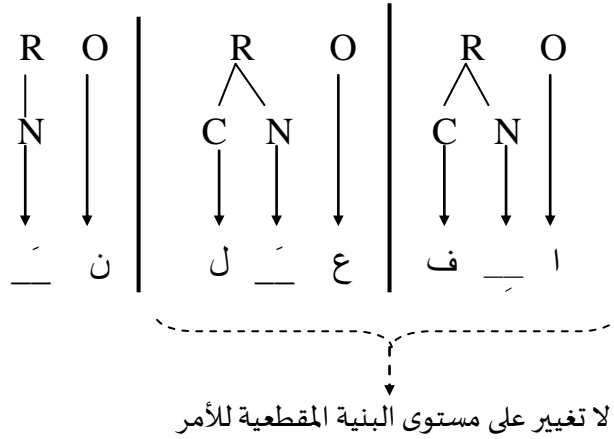 O R O R O R
N C N C N
ا __ِ ف ع __َ ل ن __َ
لا تغيير على مستوى البنية المقطعية للأمر